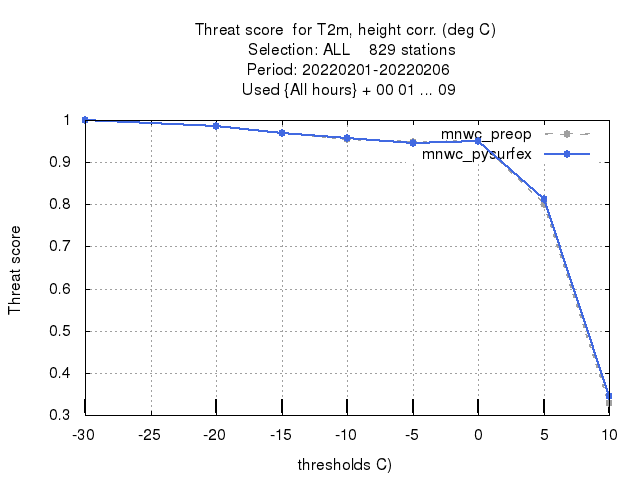 Threat score  for T2m, height corr. (deg C)
Selection: ALL    829 stations
Period: 20220201-20220206
Used {All hours} + 00 01 ... 09
mnwc_preop
mnwc_pysurfex
Threat score
1
0.9
0.8
0.7
0.6
0.5
0.4
0.3
-30 -25 -20 -15 -10 -5 0 5 10
thresholds C)